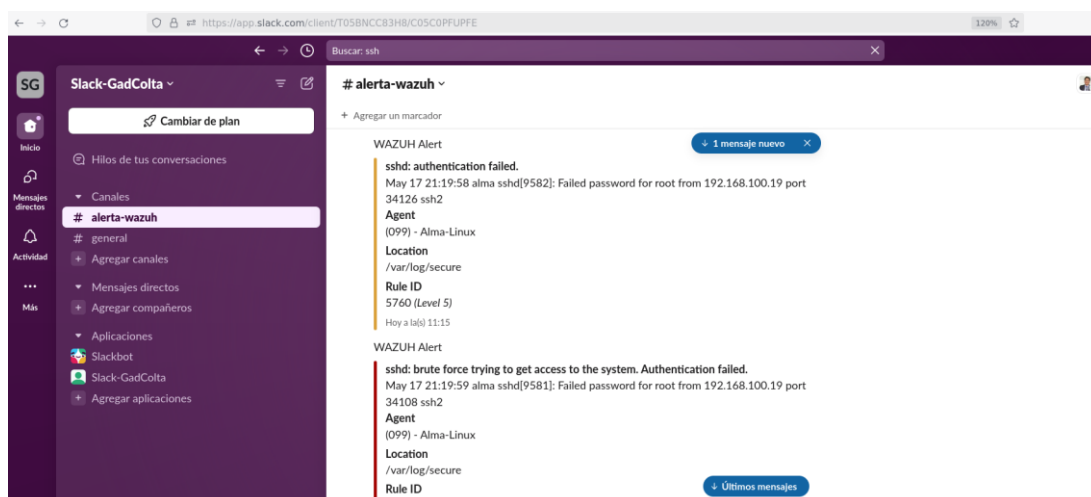 https://app.slack.com/client/T05BNCC83H8/C05C0PFUPFE
120%
Buscar: ssh
SG
Inicio
Mensajes
directos
Actividad
Más
Slack-GadColta
Cambiar de plan
Hilos de tus conversaciones
Canales
# alerta-wazuh
# general
+ Agregar canales
Mensajes directos
+ Agregar compañeros
Aplicaciones
Slackbot
Slack-GadColta
+ Agregar aplicaciones
# alerta-wazuh
+ Agregar un marcador
1 mensaje nuevo
WAZUH Alert
sshd: authentication failed.
May 17 21:19:58 alma sshd[9582]: Failed password for root from 192.168.100.19 port
34126 ssh2
Agent
(099) - Alma-Linux
Location
/var/log/secure
Rule ID
5760 (Level 5)
Hoy a la(s) 11:15
WAZUH Alert
sshd: brute force trying to get access to the system. Authentication failed.
May 17 21:19:59 alma sshd[9581]: Failed password for root from 192.168.100.19 port
34108 ssh2
Agent
(099) - Alma-Linux
Location
/var/log/secure
Rule ID
Últimos mensajes